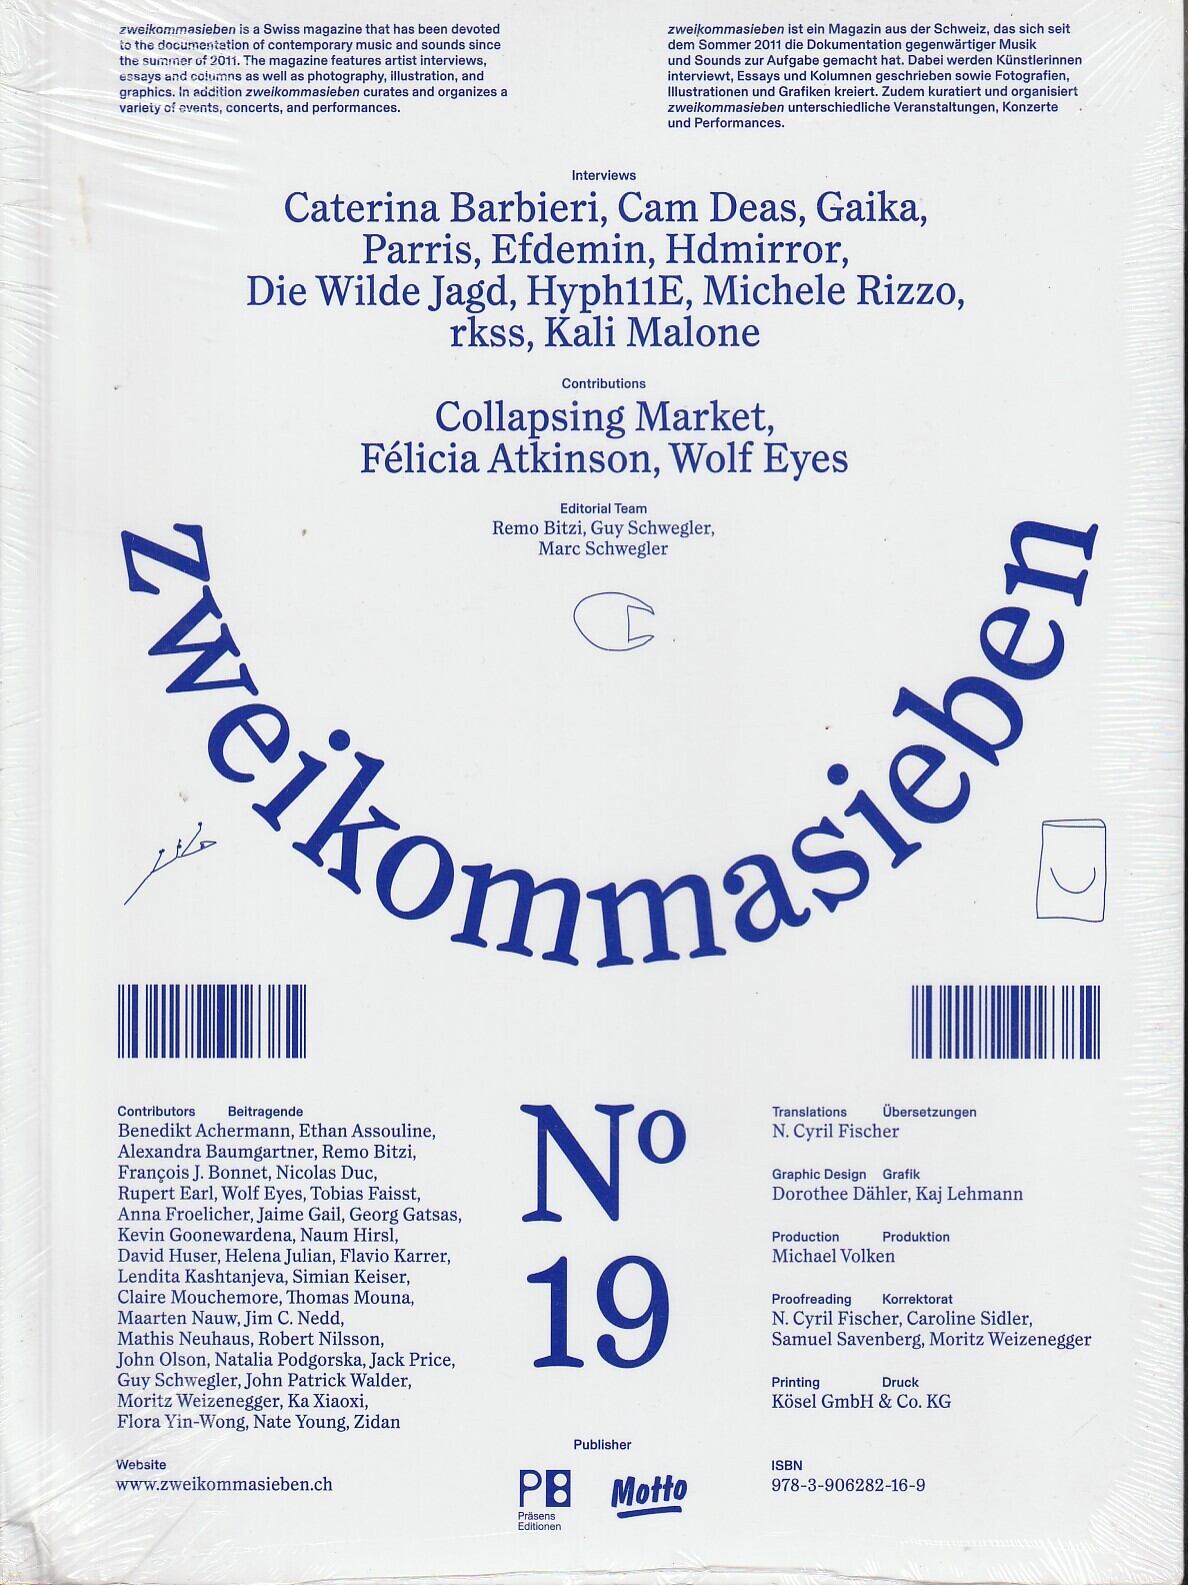 zweikommasieben is a Swiss magazine that has been devoted
to the documentation of contemporary music and sounds since
the summer of 2011. The magazine features artist interviews,
essays and columns as well as photography, illustration, and
graphics. In addition zweikommasieben curates and organizes a
variety of events, concerts, and performances.
zweikommasieben ist ein Magazin aus der Schweiz, das sich seit
dem Sommer 2011 die Dokumentation gegenwärtiger Musik
und Sounds zur Aufgabe gemacht hat. Dabei werden Künstlerinnen
interviewt, Essays und Kolumnen geschrieben sowie Fotografien,
Illustrationen und Grafiken kreiert. Zudem kuratiert und organisiert
zweikommasieben unterschiedliche Veranstaltungen, Konzerte
und Performances.
Interviews
Caterina Barbieri, Cam Deas, Gaika,
Parris, Efdemin, Hdmirror,
Die Wilde Jagd, Hyph11E, Michele Rizzo,
rkss, Kali Malone
Contributions
Collapsing Market,
Félicia Atkinson, Wolf Eyes
Editorial Team
Remo Bitzi, Guy Schwegler,
Marc Schwegler
zweikommasieben
Contributors Beitragende
Benedikt Achermann, Ethan Assouline,
Alexandra Baumgartner, Remo Bitzi,
François J. Bonnet, Nicolas Duc,
Rupert Earl, Wolf Eyes, Tobias Faisst,
Anna Froelicher, Jaime Gail, Georg Gatsas,
Kevin Goonewardena, Naum Hirsl,
David Huser, Helena Julian, Flavio Karrer,
Lendita Kashtanjeva, Simian Keiser,
Claire Mouchemore, Thomas Mouna,
Maarten Nauw, Jim C. Nedd,
Mathis Neuhaus, Robert Nilsson,
John Olson, Natalia Podgorska, Jack Price,
Guy Schwegler, John Patrick Walder,
Moritz Weizenegger, Ka Xiaoxi,
Flora Yin-Wong, Nate Young, Zidan
Website
www.zweikommasieben.ch
Nº
19
Publisher
P
Präsens
Editionen
Motto
Translations Übersetzungen
N. Cyril Fischer
Graphic Design Grafik
Dorothee Dähler, Kaj Lehmann
Production Produktion
Michael Volken
Proofreading Korrektorat
N. Cyril Fischer, Caroline Sidler,
Samuel Savenberg, Moritz Weizenegger
Printing Druck
Kösel GmbH & Co. KG
ISBN
978-3-906282-16-9